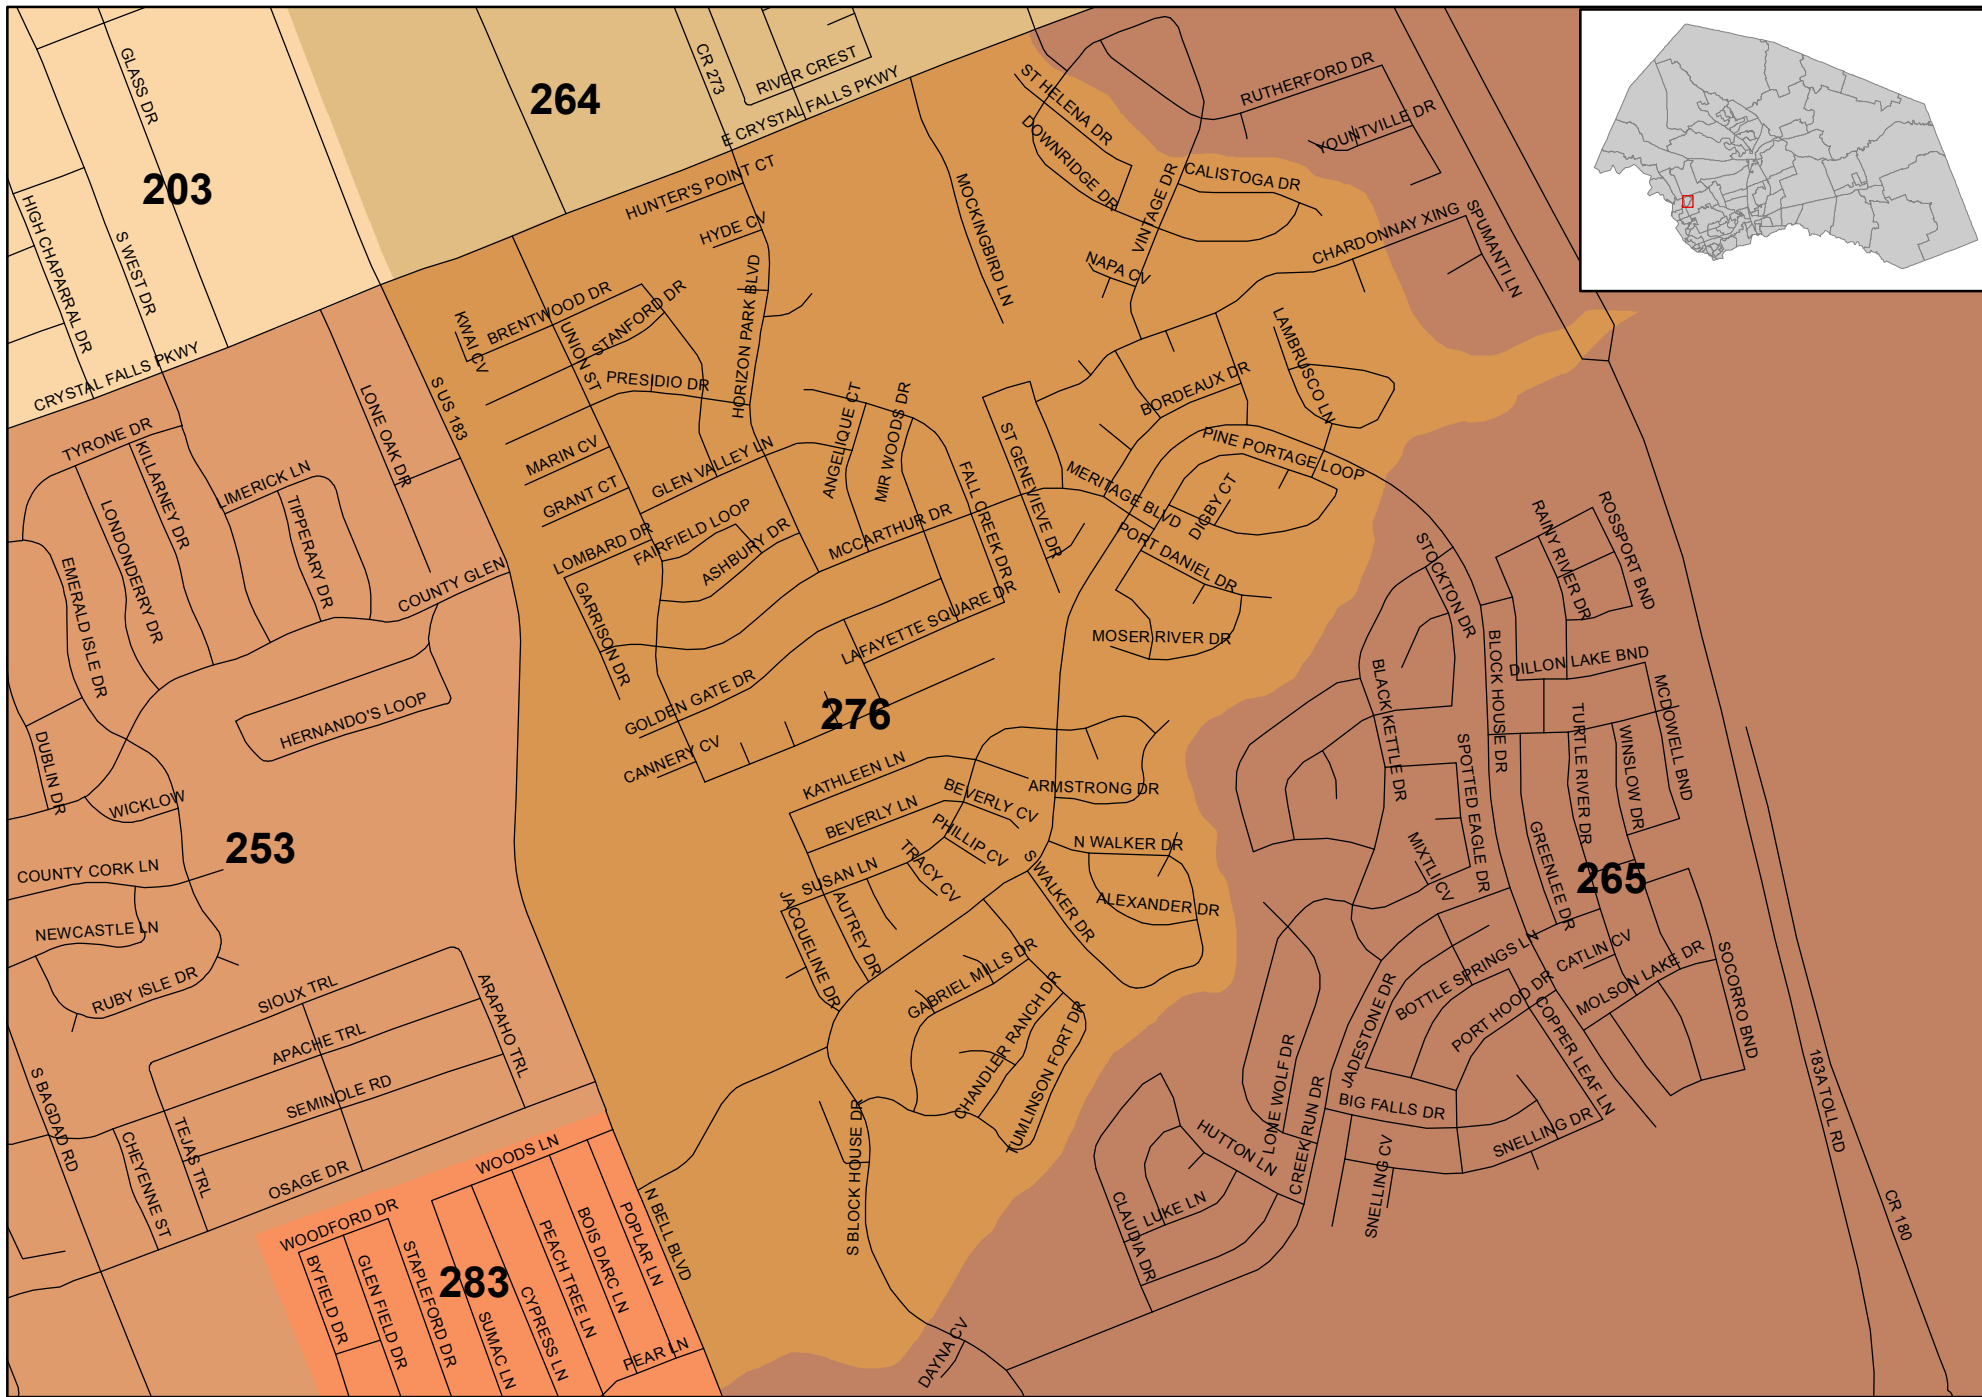 GLASS DR
264
CR 273
RIVER CREST
E CRYSTAL FALLS PKWY
ST HELENA DR
DOWNRIDGE DR
RUTHERFORD DR
YOUNTVILLE DR
203
HIGH CHAPARRAL DR
S WEST DR
HUNTER'S POINT CT
HYDE CV
MOCKINGBIRD LN
VINTAGE DR
CALISTOGA DR
CHARDONNAY XING
SPUMANTI LN
NAPA CV
CRYSTAL FALLS PKWY
KWAI CV
BRENTWOOD DR
UNION ST
STANFORD DR
HORIZON PARK BLVD
PRESIDIO DR
S US 183
LONE OAK DR
LAMBRUSCO LN
BORDEAUX DR
TYRONE DR
KILLARNEY DR
LIMERICK LN
TIPPERARY DR
LONDONDERRY DR
EMERALD ISLE DR
MARIN CV
GRANT CT
GLEN VALLEY LN
ANGELIQUE CT
MIR WOODS DR
FALL CREEK DR
ST GENEVIEVE DR
MERITAGE BLVD
PINE PORTAGE LOOP
DIGBY CT
PORT DANIEL DR
LOMBARD DR
FAIRFIELD LOOP
ASHBURY DR
MCCARTHUR DR
COUNTY GLEN
GARRISON DR
LAFAYETTE SQUARE DR
MOSER RIVER DR
STOCKTON DR
RAINY RIVER DR
ROSSPORT BND
BLOCK HOUSE DR
DILLON LAKE BND
BLACK KETTLE DR
MCDOWELL BND
HERNANDO'S LOOP
GOLDEN GATE DR
276
CANNERY CV
DUBLIN DR
WICKLOW
253
COUNTY CORK LN
NEWCASTLE LN
RUBY ISLE DR
KATHLEEN LN
ARMSTRONG DR
BEVERLY LN
BEVERLY CV
PHILLIP CV
TRACY CV
SUSAN LN
N WALKER DR
S WALKER DR
ALEXANDER DR
JACQUELINE DR
AUTREY DR
SPOTTED EAGLE DR
TURTLE RIVER DR
WINSLOW DR
GREENLEE DR
265
MIXTLI CV
CATLIN CV
BOTTLE SPRINGS LN
PORT HOOD DR
MOLSON LAKE DR
SOCORRO BND
COPPER LEAF LN
JADESTONE DR
GABRIEL MILLS DR
CHANDLER RANCH DR
TUMLINSON FORT DR
SIOUX TRL
ARAPAHO TRL
APACHE TRL
SEMINOLE RD
S BAGDAD RD
CHEYENNE ST
TEJAS TRL
OSAGE DR
WOODS LN
WOODFORD DR
BYFIELD DR
GLEN FIELD DR
STAPLEFORD DR
283
SUMAC LN
CYPRESS LN
PEACH TREE LN
BOIS DARC LN
POPLAR LN
PEAR LN
N BELL BLVD
S BLOCK HOUSE DR
DAYNA CV
LONE WOLF DR
CREEK RUN DR
BIG FALLS DR
HUTTON LN
LUKE LN
CLAUDIA DR
SNELLING CV
SNELLING DR
183A TOLL RD
CR 180